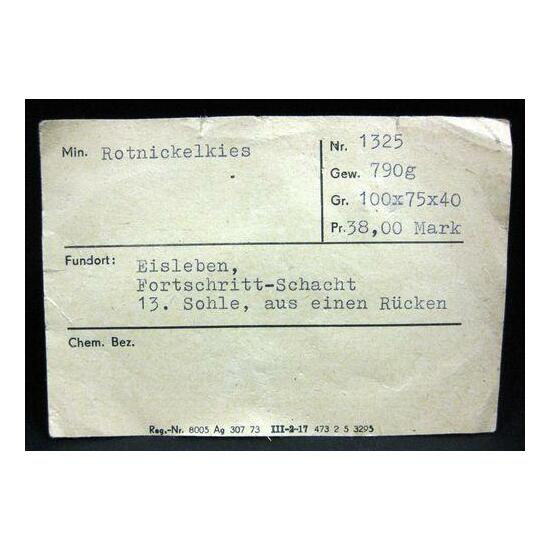 Min. Rotnickelkies
Nr. 1325
Gew. 790g
Gr. 100x75x40
Pr. 38,00 Mark
Fundort: Eisleben,
Fortschritt-Schacht
13. Sohle, aus einen Rücken
Chem. Bez.
Reg.-Nr. 8005 Ag 307 73 III-2-17 473 2 5 3295